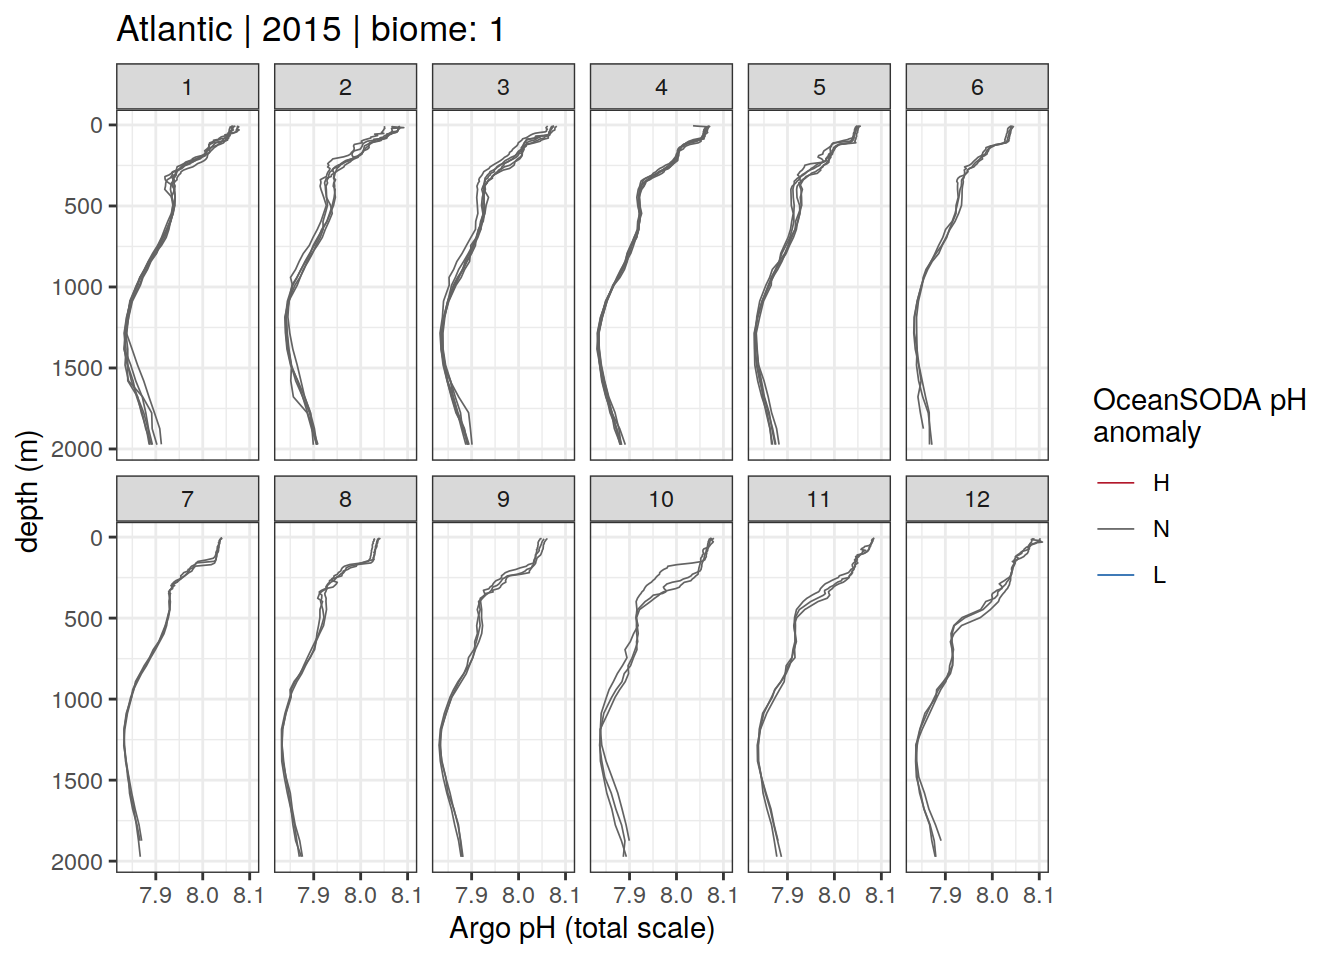 Atlantic | 2015 | biome: 1
1 2 3 4 5 6
0
500
1000
1500
2000
7 8 9 10 11 12
0
500
1000
1500
2000
7.9 8.0 8.1 7.9 8.0 8.1 7.9 8.0 8.1 7.9 8.0 8.1 7.9 8.0 8.1 7.9 8.0 8.1
depth (m)
Argo pH (total scale)
OceanSODA pH
anomaly
H
N
L